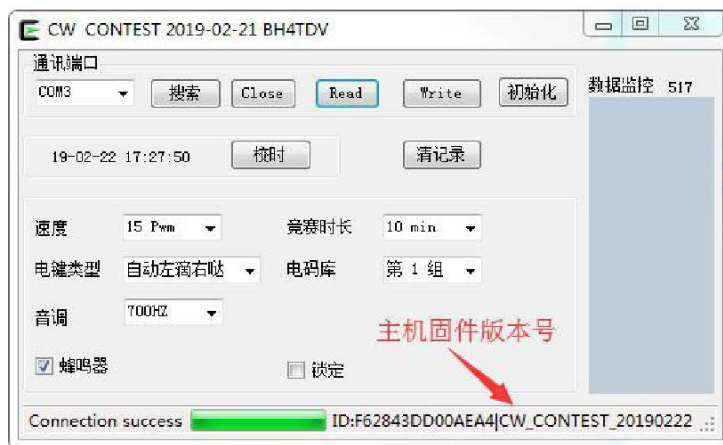 CW CONTEST 2019-02-21 BH4TDV
通讯端口
COM3 搜索 Close Read Write 初始化
数据监控 517
19-02-22 17:27:50 校时 清记录
速度 15 Pwm 竞赛时长 10 min
电键类型 自动左滴右哒 电码库 第 1 组
音调 700HZ
主机固件版本号
蜂鸣器 锁定
Connection success ID:F62843DD00AEA4|CW_CONTEST_20190222